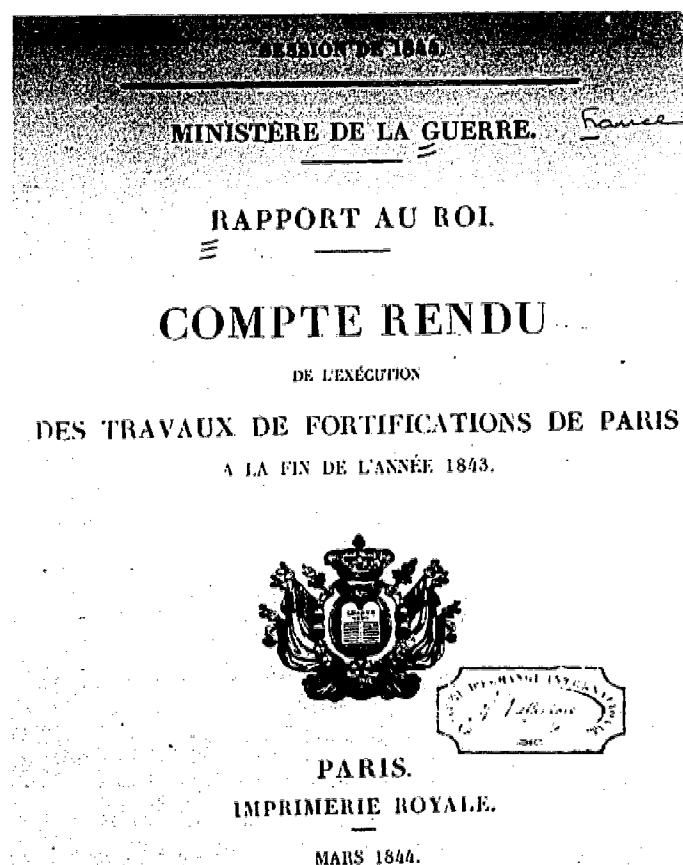 SESSION DE 1844.
MINISTÈRE DE LA GUERRE.
France
RAPPORT AU ROI.
COMPTE RENDU
DE L'EXÉCUTION
DES TRAVAUX DE FORTIFICATIONS DE PARIS
A LA FIN DE L'ANNÉE 1843.
PARIS.
IMPRIMERIE ROYALE.
MARS 1844.